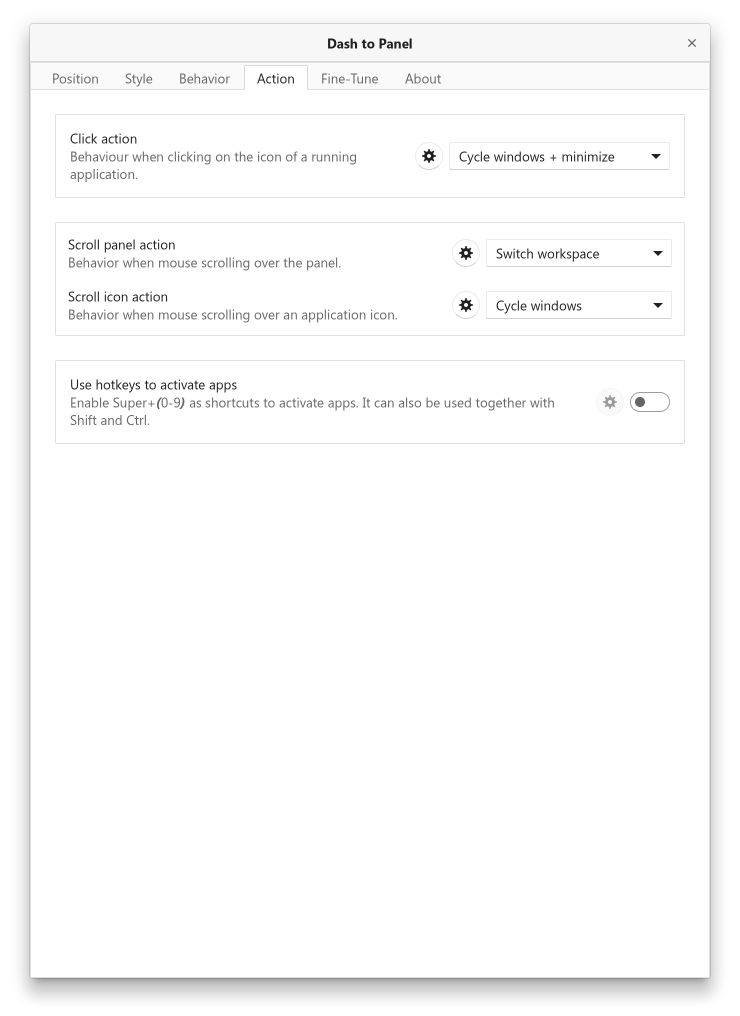 Dash to Panel
Position Style Behavior Action Fine-Tune About
Click action
Behaviour when clicking on the icon of a running
application.
Cycle windows + minimize
Scroll panel action
Behavior when mouse scrolling over the panel.
Switch workspace
Scroll icon action
Behavior when mouse scrolling over an application icon.
Cycle windows
Use hotkeys to activate apps
Enable Super+(0-9) as shortcuts to activate apps. It can also be used together with
Shift and Ctrl.